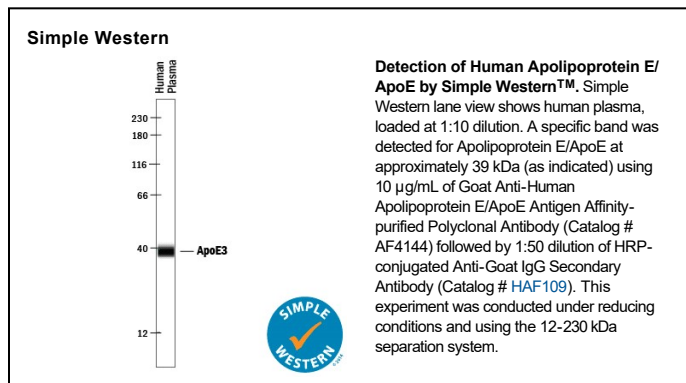 Simple Western
Human
Plasma
230
180
116
66
40
12
ApoE3
SIMPLE
WESTERN
Detection of Human Apolipoprotein E/
ApoE by Simple Western™. Simple
Western lane view shows human plasma,
loaded at 1:10 dilution. A specific band was
detected for Apolipoprotein E/ApoE at
approximately 39 kDa (as indicated) using
10 µg/mL of Goat Anti-Human
Apolipoprotein E/ApoE Antigen Affinity-
purified Polyclonal Antibody (Catalog #
AF4144) followed by 1:50 dilution of HRP-
conjugated Anti-Goat IgG Secondary
Antibody (Catalog # HAF109). This
experiment was conducted under reducing
conditions and using the 12-230 kDa
separation system.